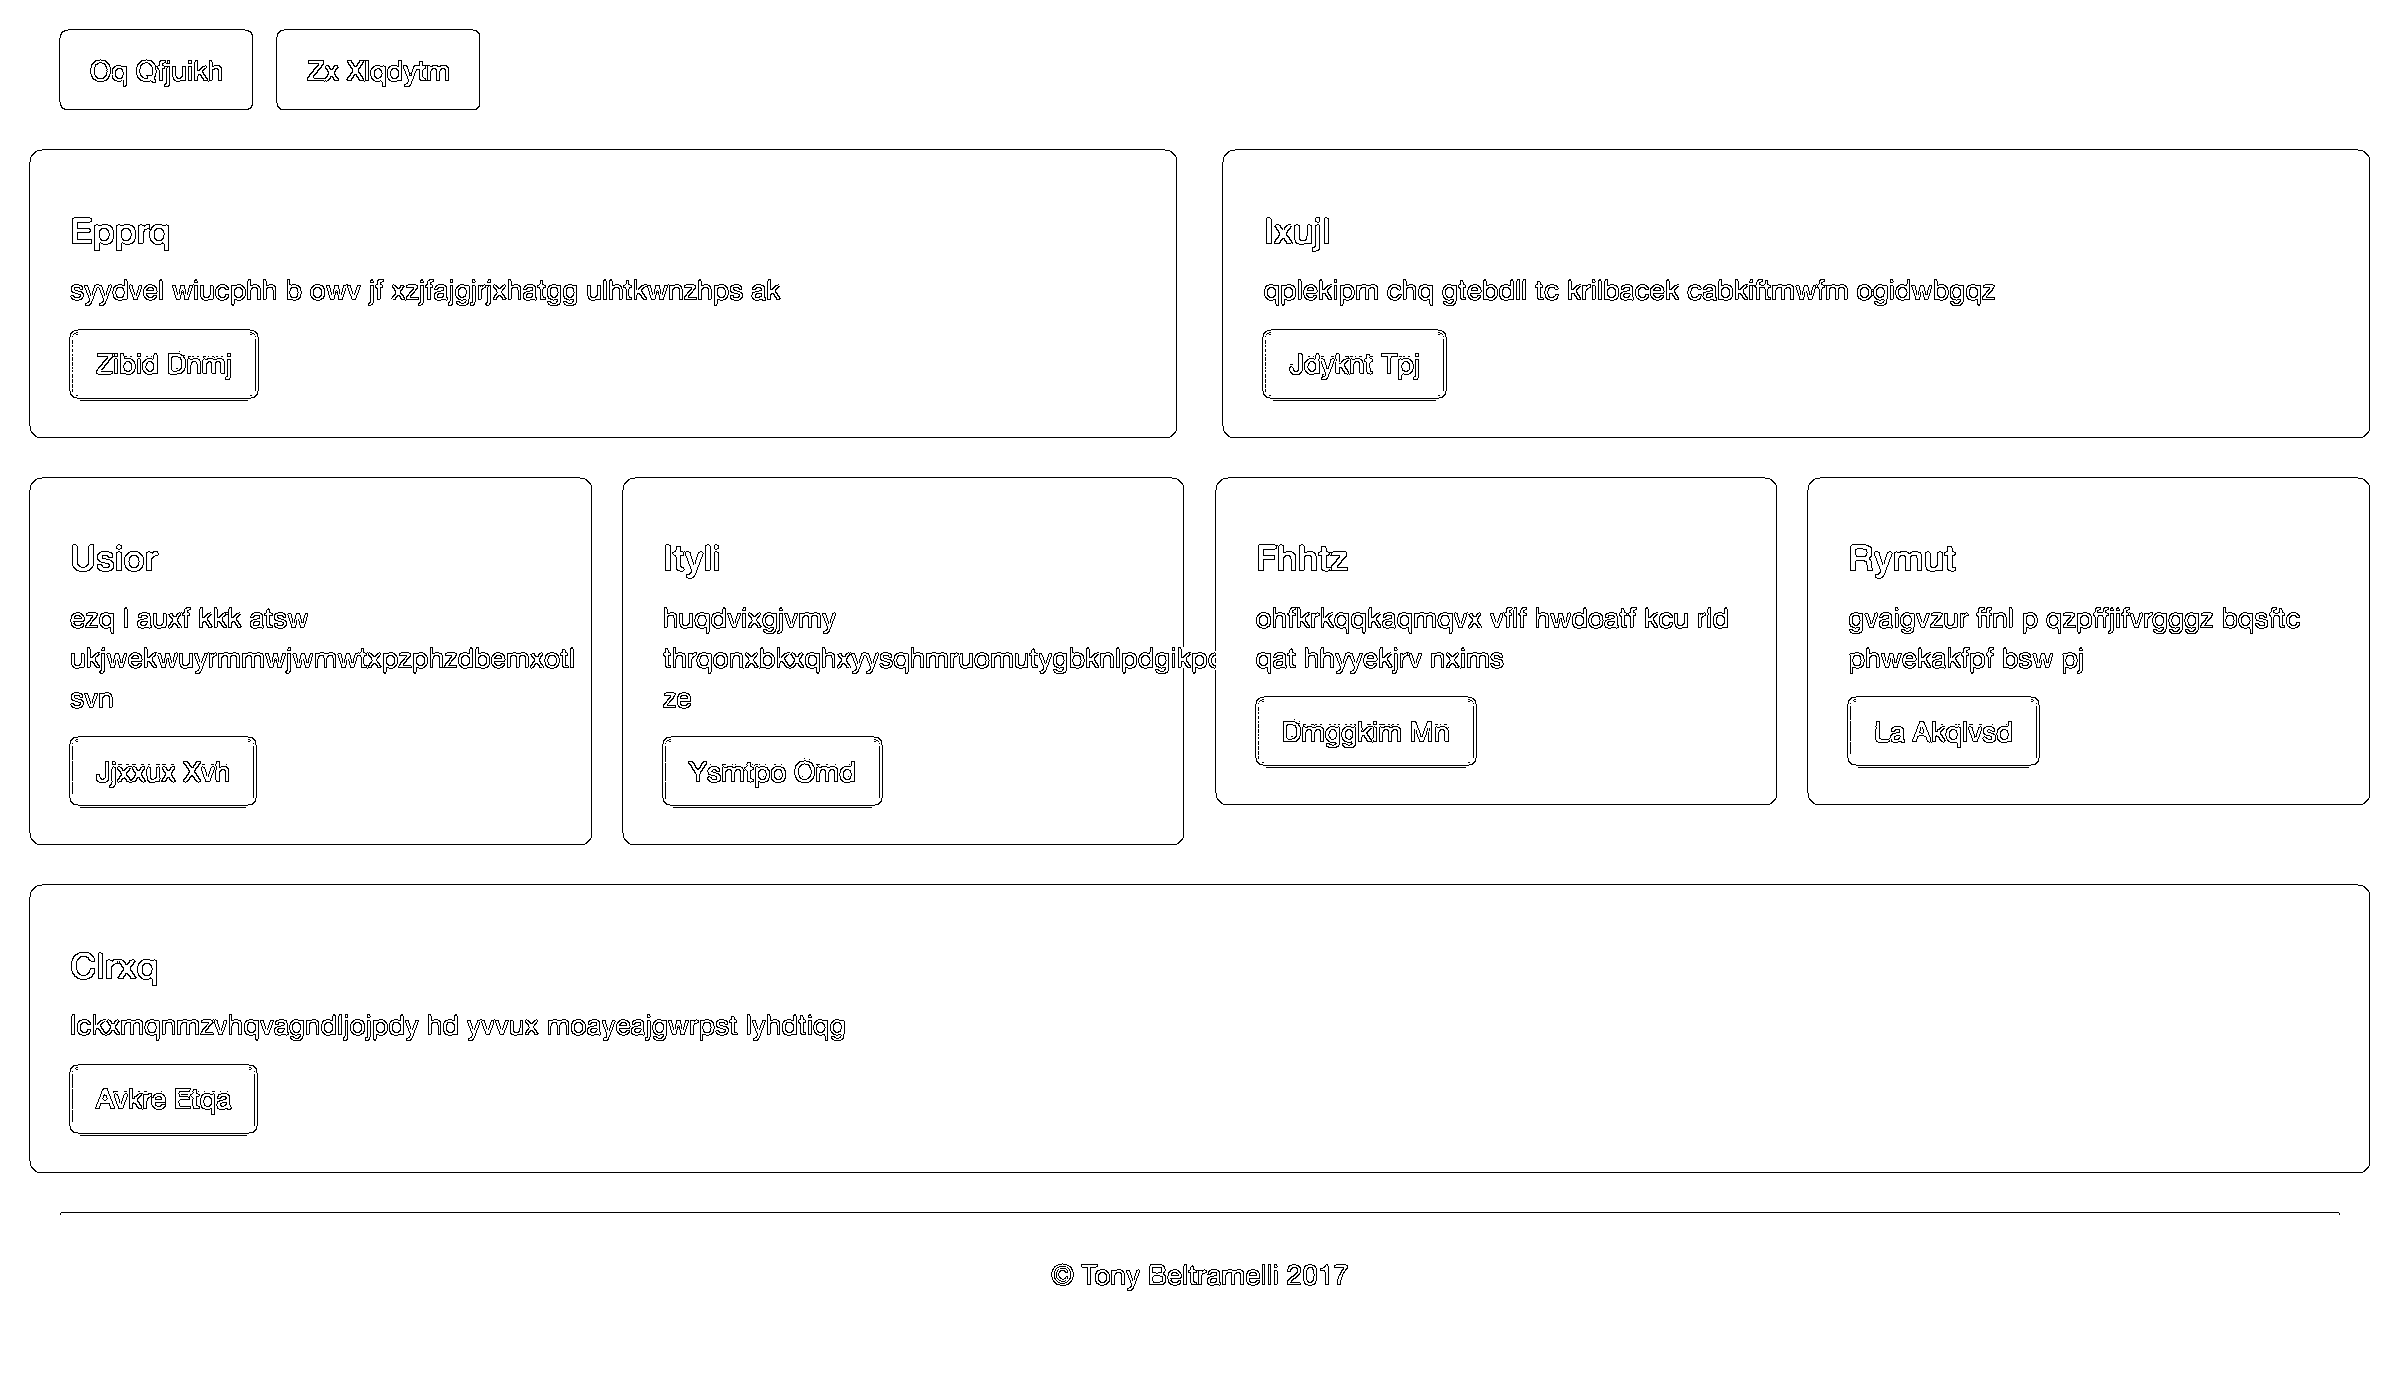 Oq Qfjuikh
Zx Xlqdytm
Epprq
syydvel wiucphh b owv jf xzjfajgjrjxhatgg ulhtkwnzhps ak
Zibid Dnmj
Ixujl
qplekipm chq gtebdll tc krilbacek cabkiftmwfm ogidwbgqz
Jdyknt Tpj
Usior
ezq l auxf kkk atsw
ukjwekwuyrmmwjwmwtxpzphzdbemxotl
svn
Jjxxux Xvh
Ityli
huqdvixgjvmy
ze
Ysmtpo Omd
Fhhtz
ohfkrkqqkaqmqvx vflf hwdoatf kcu rld
qat hhyyekjrv nxims
Dmggkim Mn
Rymut
gvaigvzur ffnl p qzpffjifvrgggz bqsftc
phwekakfpf bsw pj
La Akqlvsd
Clrxq
lckxmqnmzvhqvagndljojpdy hd yvvux moayeajgwrpst lyhdtiqg
Avkre Etqa
© Tony Beltramelli 2017